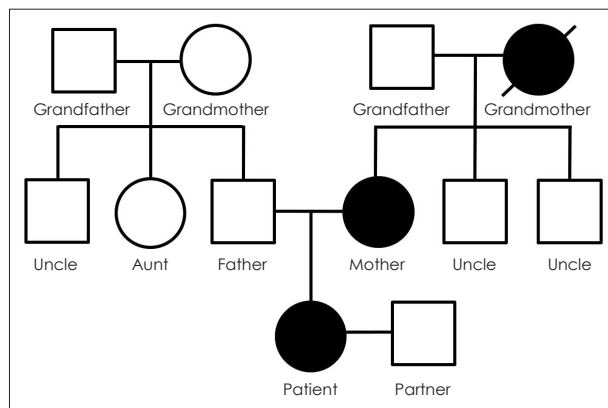 Grandfather Grandmother Grandfather Grandmother
Uncle Aunt Father Mother Uncle Uncle
Patient Partner